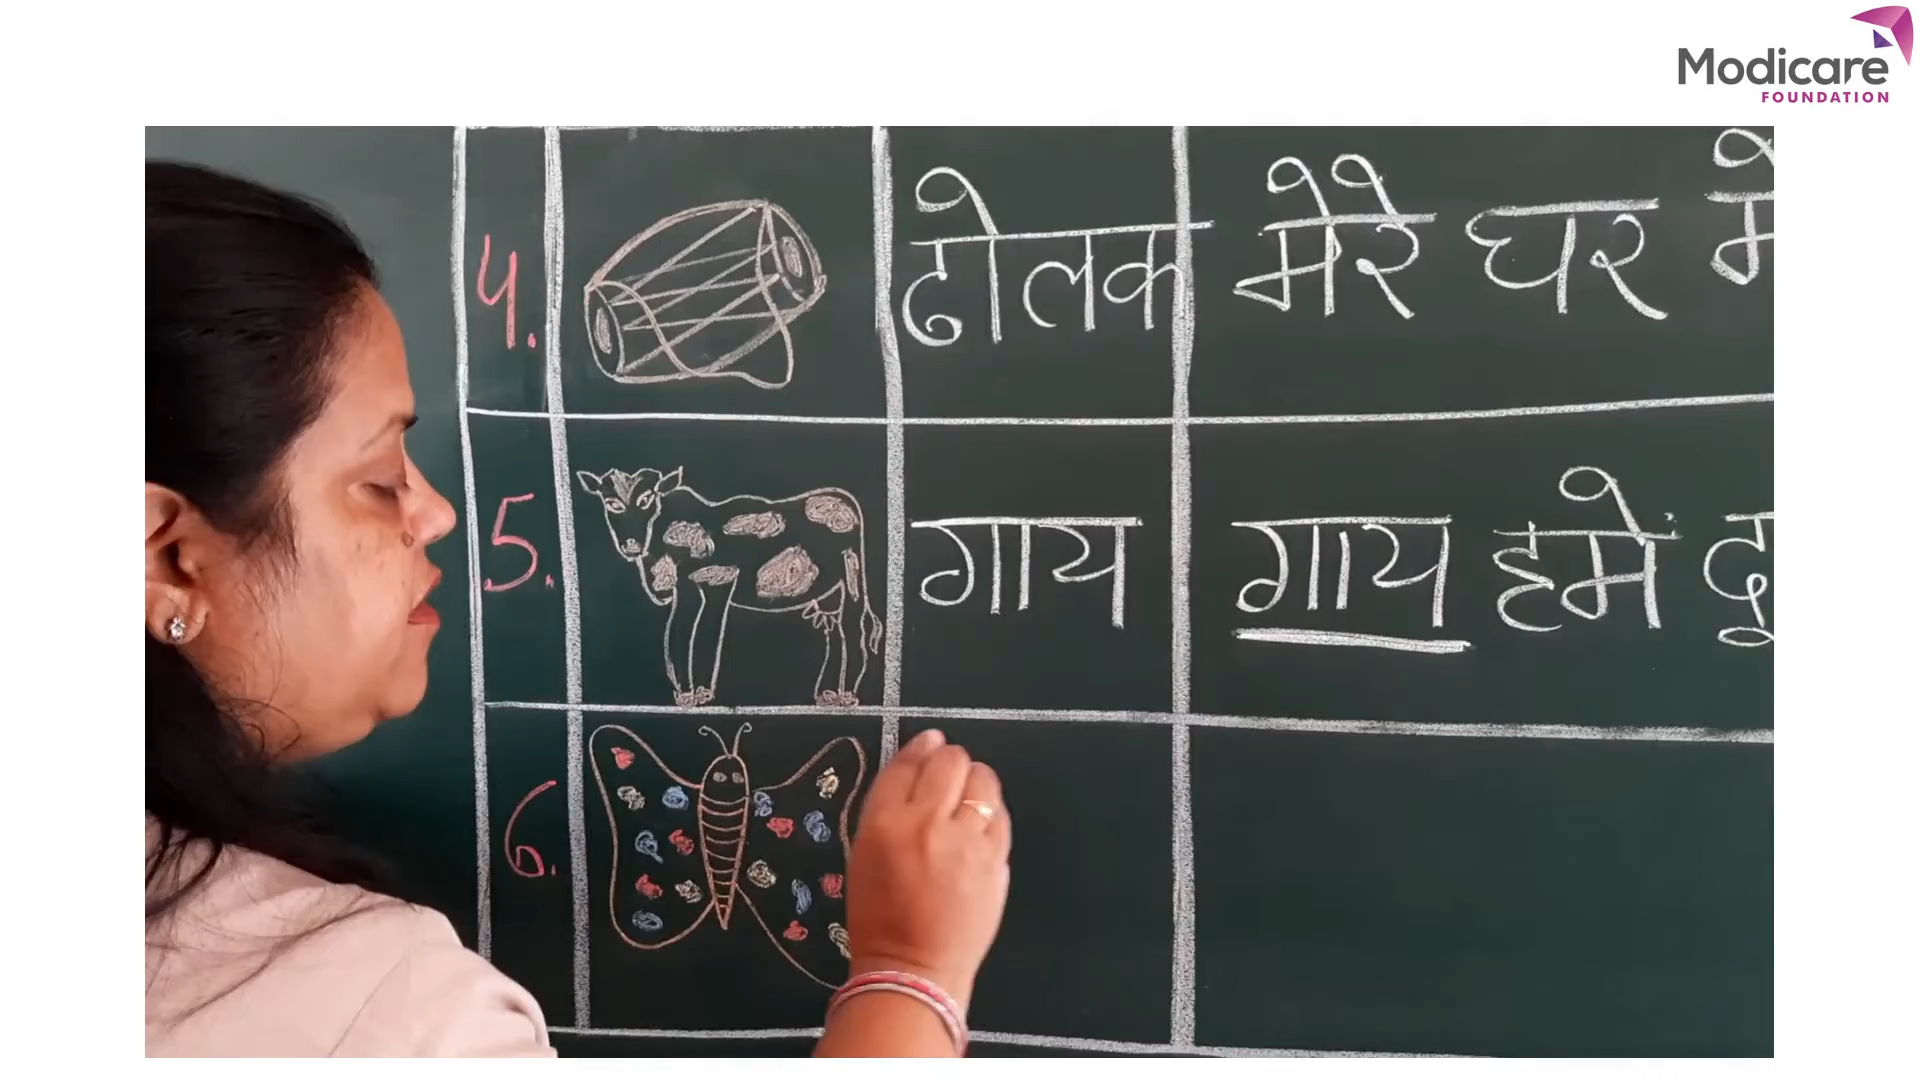 Modicare
FOUNDATION
4. ढोलक मेरे घर
5. गाय गाय हमें
6.